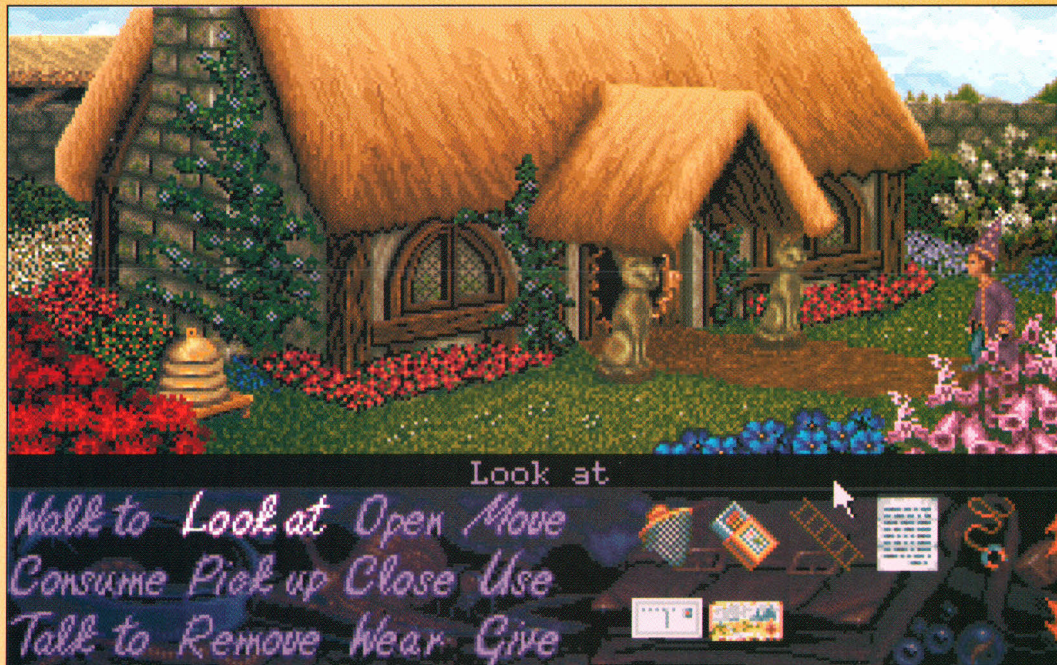 Look at
Walk to Look at Open Move
Consume Pick up Close Use
Talk to Remove Wear Give